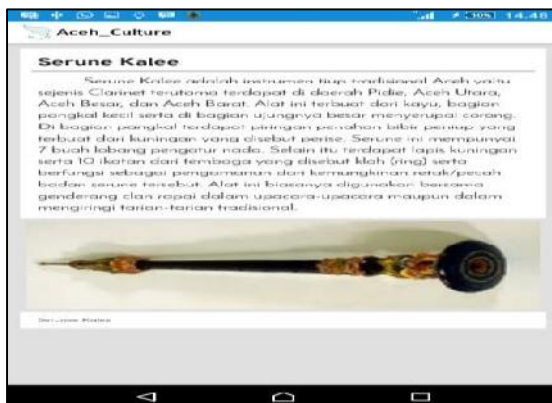 30% 14.48
Aceh_Culture
Serune Kalee
Serune Kalee adalah instrumen tiup tradisional Aceh yaitu
sejenis Clarinet terutama terdapat di daerah Pidie, Aceh Utara,
Aceh Besar, dan Aceh Barat. Alat ini terbuat dari kayu, bagian
pangkal kecil serta di bagian ujungnya besar menyerupai corong.
Di bagian pangkal terdapat piringan penahan bibir peniup yang
terbuat dari kuningan yang disebut perise. Serune ini mempunyai
7 buah lobang pengatur nada. Selain itu terdapat lapis kuningan
serta 10 ikatan dari tembaga yang disebut klah (ring) serta
berfungsi sebagai pengamanan dari kemungkinan retak/pecah
badan serune tersebut. Alat ini biasanya digunakan bersama
genderang dan rapai dalam upacara-upacara maupun dalam
mengiringi tarian-tarian tradisional.
Serune Kalee